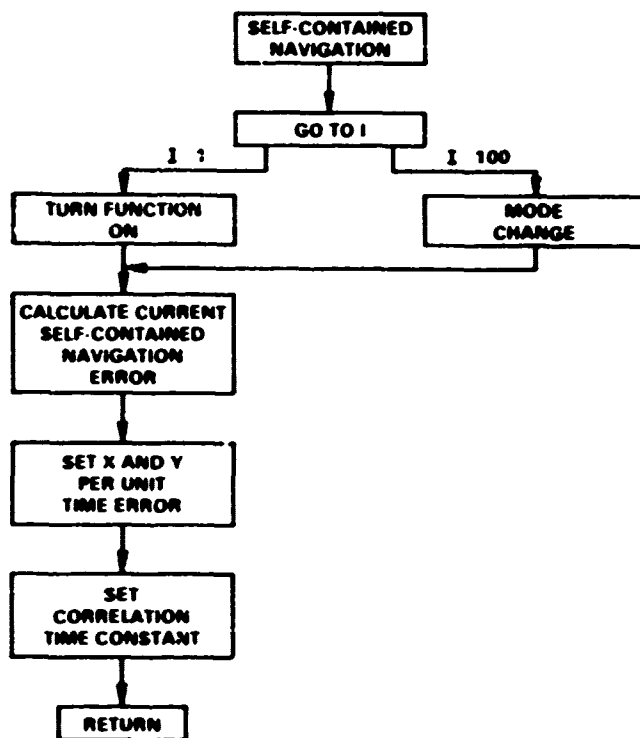 SELF-CONTAINED
NAVIGATION
GO TO I
I
I 100
TURN FUNCTION
ON
MODE
CHANGE
CALCULATE CURRENT
SELF-CONTAINED
NAVIGATION
ERROR
SET X AND Y
PER UNIT
TIME ERROR
SET
CORRELATION
TIME CONSTANT
RETURN